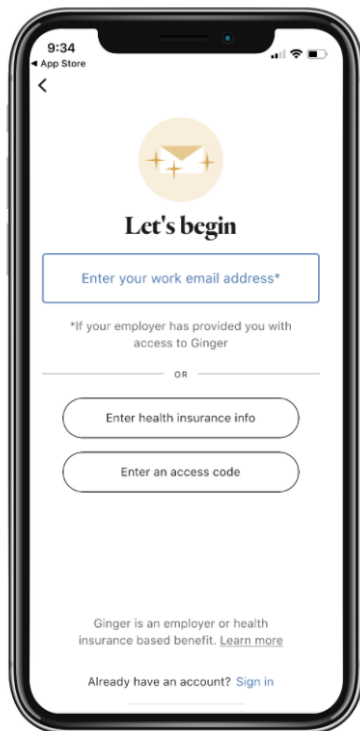 9:34
◀ App Store
Let's begin
Enter your work email address*
*If your employer has provided you with
access to Ginger
OR
Enter health insurance info
Enter an access code
Ginger is an employer or health
insurance based benefit. Learn more
Already have an account? Sign in